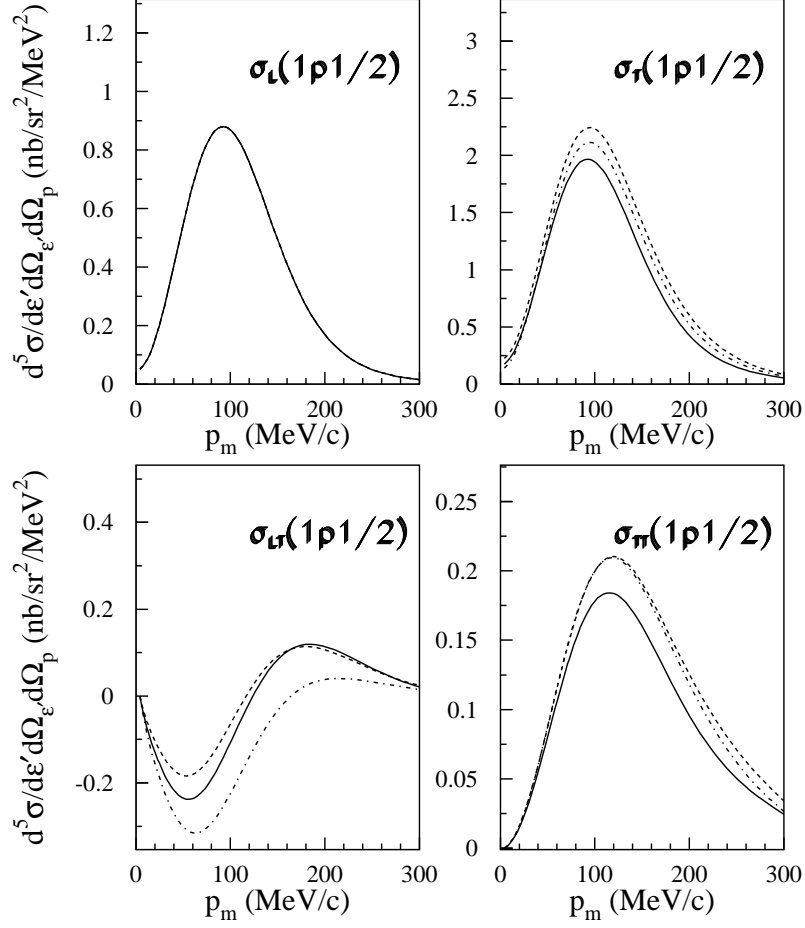 d⁵σ/dε′dΩε′dΩp (nb/sr²/MeV²)
1.2
1
0.8
0.6
0.4
0.2
0
σL(1p1/2)
0 100 200 300
pm (MeV/c)
3
2.5
2
1.5
1
0.5
0
σT(1p1/2)
0 100 200 300
pm (MeV/c)
d⁵σ/dε′dΩε′dΩp (nb/sr²/MeV²)
0.4
0.2
0
-0.2
σLT(1p1/2)
0 100 200 300
pm (MeV/c)
0.25
0.2
0.15
0.1
0.05
0
σTT(1p1/2)
0 100 200 300
pm (MeV/c)